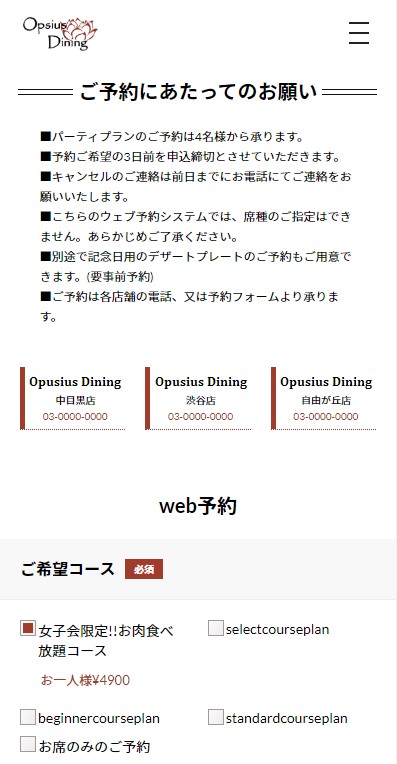 Opsius
Dining
ご予約にあたってのお願い
■パーティプランのご予約は4名様から承ります。
■予約ご希望の3日前を申込締切とさせていただきます。
■キャンセルのご連絡は前日までにお電話にてご連絡をお
願いいたします。
■こちらのウェブ予約システムでは、席種のご指定はでき
ません。あらかじめご了承ください。
■別途で記念日用のデザートプレートのご予約もご用意で
きます。(要事前予約)
■ご予約は各店舗の電話、又は予約フォームより承りま
す。
Opusius Dining
中目黒店
03-0000-0000
Opusius Dining
渋谷店
03-0000-0000
Opusius Dining
自由が丘店
03-0000-0000
web予約
ご希望コース 必須
女子会限定!!お肉食べ
放題コース
お一人様¥4900
selectcourseplan
beginnercourseplan
standardcourseplan
お席のみのご予約